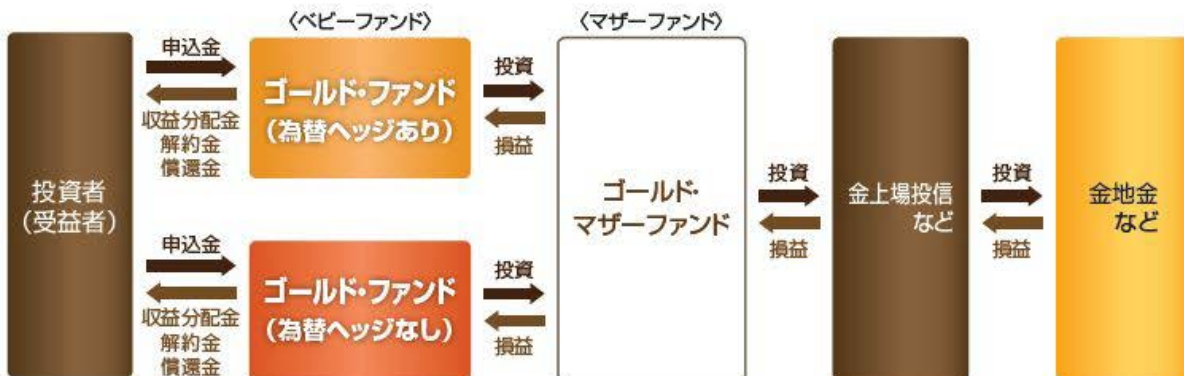 〈ベビーファンド〉
〈マザーファンド〉
投資者
(受益者)
申込金
収益分配金
解約金
償還金
ゴールド・ファンド
(為替ヘッジあり)
投資
損益
申込金
収益分配金
解約金
償還金
ゴールド・ファンド
(為替ヘッジなし)
投資
損益
ゴールド・
マザーファンド
投資
損益
金上場投信
など
投資
損益
金地金
など